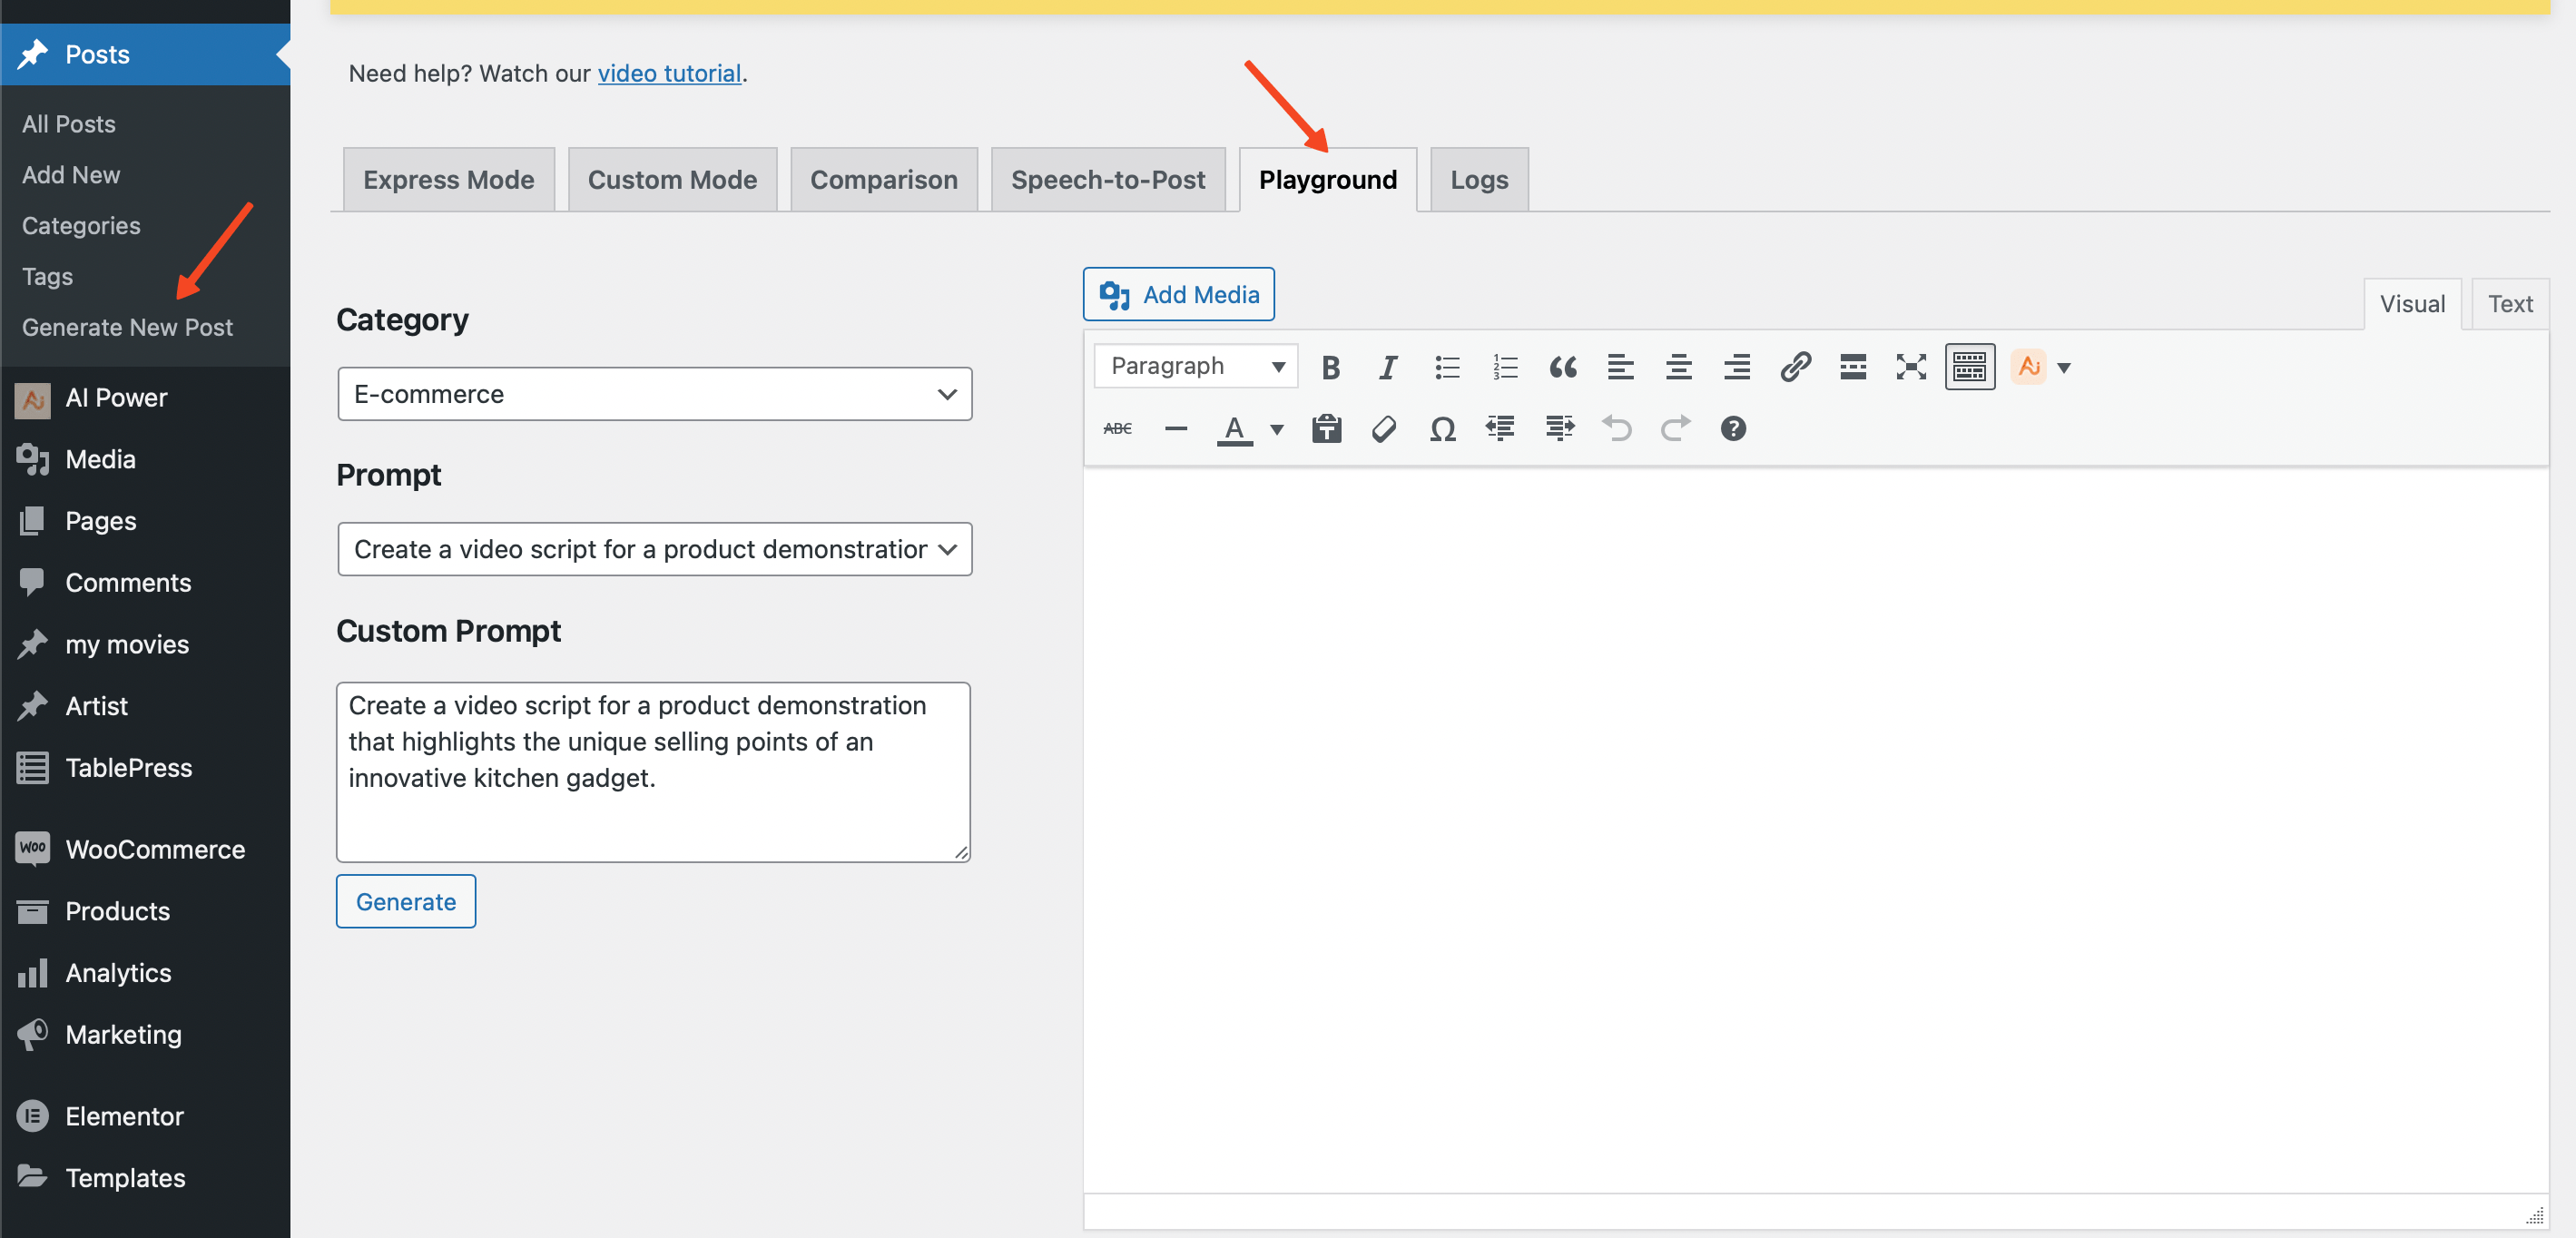 Posts
All Posts
Add New
Categories
Tags
Generate New Post
AI Power
Media
Pages
Comments
my movies
Artist
TablePress
Woo WooCommerce
Products
Analytics
Marketing
Elementor
Templates
Need help? Watch our video tutorial.
Express Mode Custom Mode Comparison Speech-to-Post Playground Logs
Category
E-commerce
Prompt
Create a video script for a product demonstration
Custom Prompt
Create a video script for a product demonstration
that highlights the unique selling points of an
innovative kitchen gadget.
Generate
Add Media
Visual Text
Paragraph
ABC